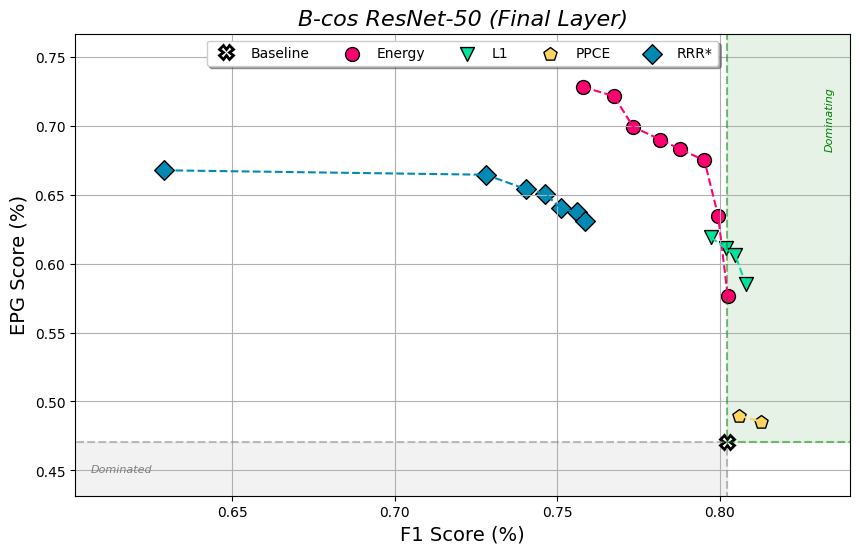 B-cos ResNet-50 (Final Layer)
Baseline Energy L1 PPCE RRR*
Dominating
0.75
0.70
0.65
0.60
0.55
0.50
0.45
EPG Score (%)
Dominated
0.65 0.70 0.75 0.80
F1 Score (%)